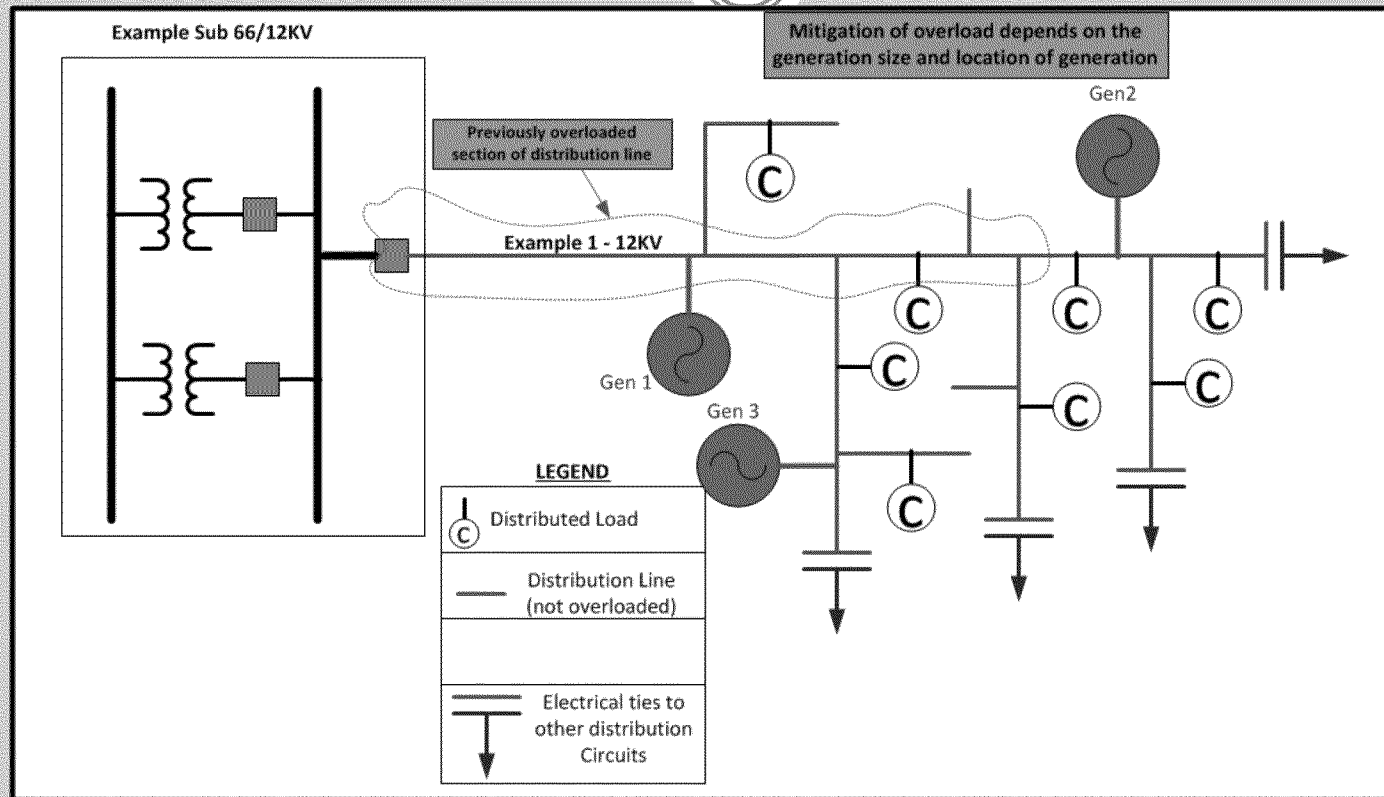 Example Sub 66/12KV
Mitigation of overload depends on the
generation size and location of generation
Gen2
Previously overloaded
section of distribution line
C
Example 1 - 12KV
C
C
C
Gen 1
C
C
C
Gen 3
C
LEGEND
C
Distributed Load
Distribution Line
(not overloaded)
Electrical ties to
other distribution
Circuits